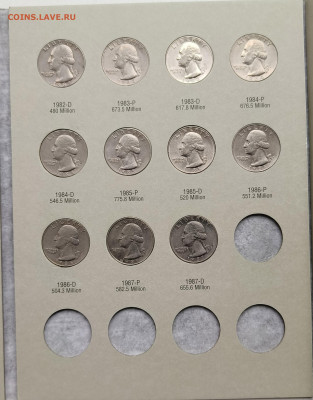 COINS.LAVE.RU
1982-D
1983-P
1983-D
1984-P
480 Million
673.5 Million
617.8 Million
676.5 Million
1984-D
1985-P
1985-D
1986-P
546.5 Million
775.8 Million
520 Million
551.2 Million
1986-D
1987-P
1987-D
504.3 Million
582.5 Million
655.6 Million